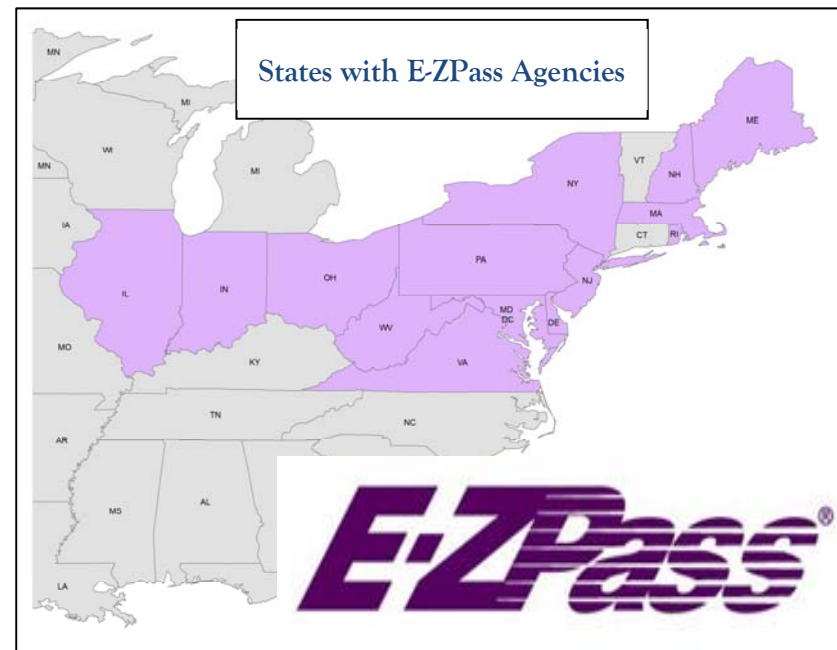 States with E-ZPass Agencies
MN
MI
ME
WI
VT
MN
MI
NH
NY
MA
IA
CT
RI
PA
OH
NJ
IL
IN
MD
DE
DC
WV
MO
VA
KY
TN
NC
AR
MS
AL
LA
E-ZPass®